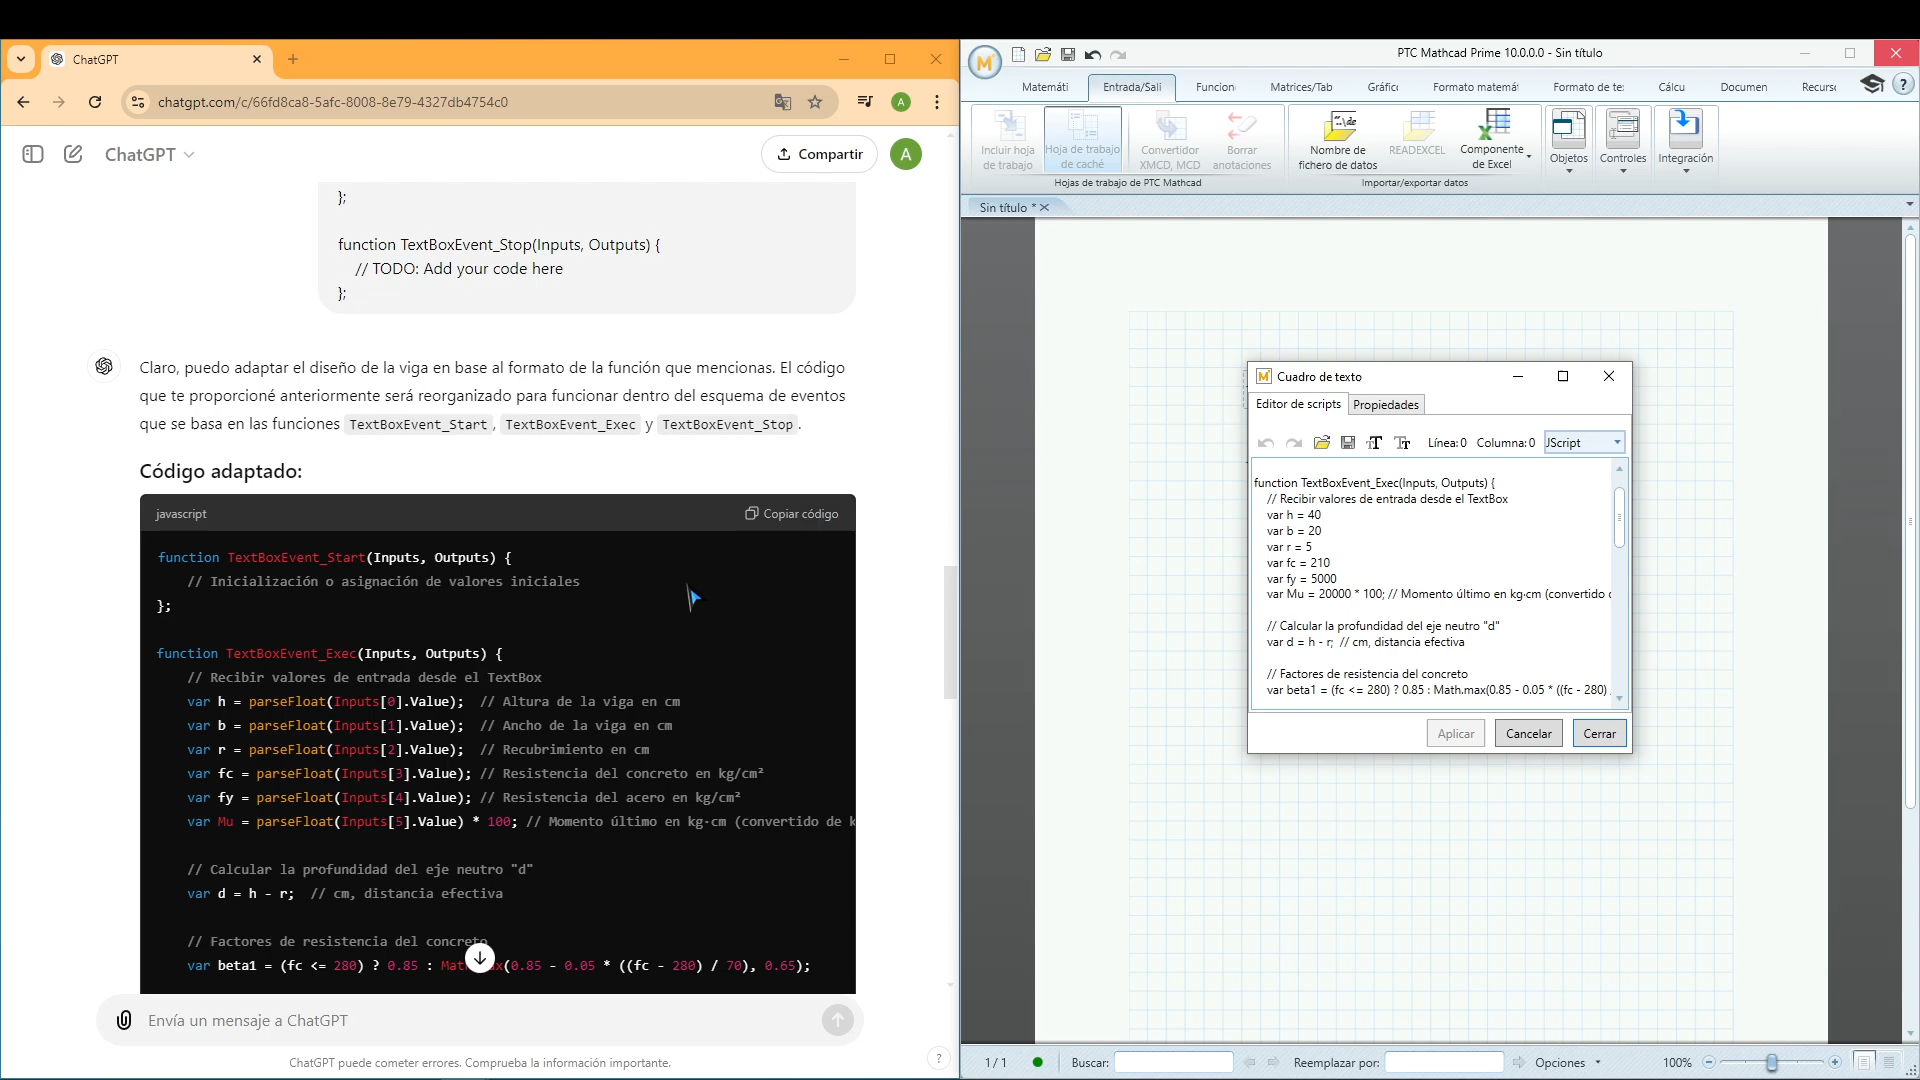 ChatGPT
chatgpt.com/c/66fd8ca8-5afc-8008-8e79-4327db4754c0
A
ChatGPT
Compartir
A
};
function TextBoxEvent_Stop(Inputs, Outputs) {
// TODO: Add your code here
};
Claro, puedo adaptar el diseño de la viga en base al formato de la función que mencionas. El código
que te proporcioné anteriormente será reorganizado para funcionar dentro del esquema de eventos
que se basa en las funciones TextBoxEvent_Start, TextBoxEvent_Exec y TextBoxEvent_Stop.
Código adaptado:
javascript
Copiar código
function TextBoxEvent_Start(Inputs, Outputs) {
// Inicialización o asignación de valores iniciales
};
function TextBoxEvent_Exec(Inputs, Outputs) {
// Recibir valores de entrada desde el TextBox
var h = parseFloat(Inputs[0].Value); // Altura de la viga en cm
var b = parseFloat(Inputs[1].Value); // Ancho de la viga en cm
var r = parseFloat(Inputs[2].Value); // Recubrimiento en cm
var fc = parseFloat(Inputs[3].Value); // Resistencia del concreto en kg/cm²
var fy = parseFloat(Inputs[4].Value); // Resistencia del acero en kg/cm²
var Mu = parseFloat(Inputs[5].Value) * 100; // Momento último en kg·cm (convertido de k
// Calcular la profundidad del eje neutro "d"
var d = h - r; // cm, distancia efectiva
// Factores de resistencia del concreto
var beta1 = (fc <= 280) ? 0.85 : Mat x(0.85 - 0.05 * ((fc - 280) / 70), 0.65);
Envía un mensaje a ChatGPT
ChatGPT puede cometer errores. Comprueba la información importante.
?
PTC Mathcad Prime 10.0.0.0 - Sin título
Matemáti
Entrada/Sali
Funcion
Matrices/Tab
Gráfic
Formato matemát
Formato de te
Cálcu
Documen
Recurs
?
Incluir hoja
de trabajo
Hoja de trabajo
de caché
Convertidor
XMCD, MCD
Borrar
anotaciones
Nombre de
fichero de datos
READEXCEL
Componente
de Excel
Objetos
Controles
Integración
Hojas de trabajo de PTC Mathcad
Importar/exportar datos
Sin título *
Cuadro de texto
Editor de scripts
Propiedades
Línea: 0
Columna: 0
JScript
function TextBoxEvent_Exec(Inputs, Outputs) {
// Recibir valores de entrada desde el TextBox
var h = 40
var b = 20
var r = 5
var fc = 210
var fy = 5000
var Mu = 20000 * 100; // Momento último en kg·cm (convertido
// Calcular la profundidad del eje neutro "d"
var d = h - r; // cm, distancia efectiva
// Factores de resistencia del concreto
var beta1 = (fc <= 280) ? 0.85 : Math.max(0.85 - 0.05 * ((fc - 280)
Aplicar
Cancelar
Cerrar
1 / 1
Buscar:
Reemplazar por:
Opciones
100%